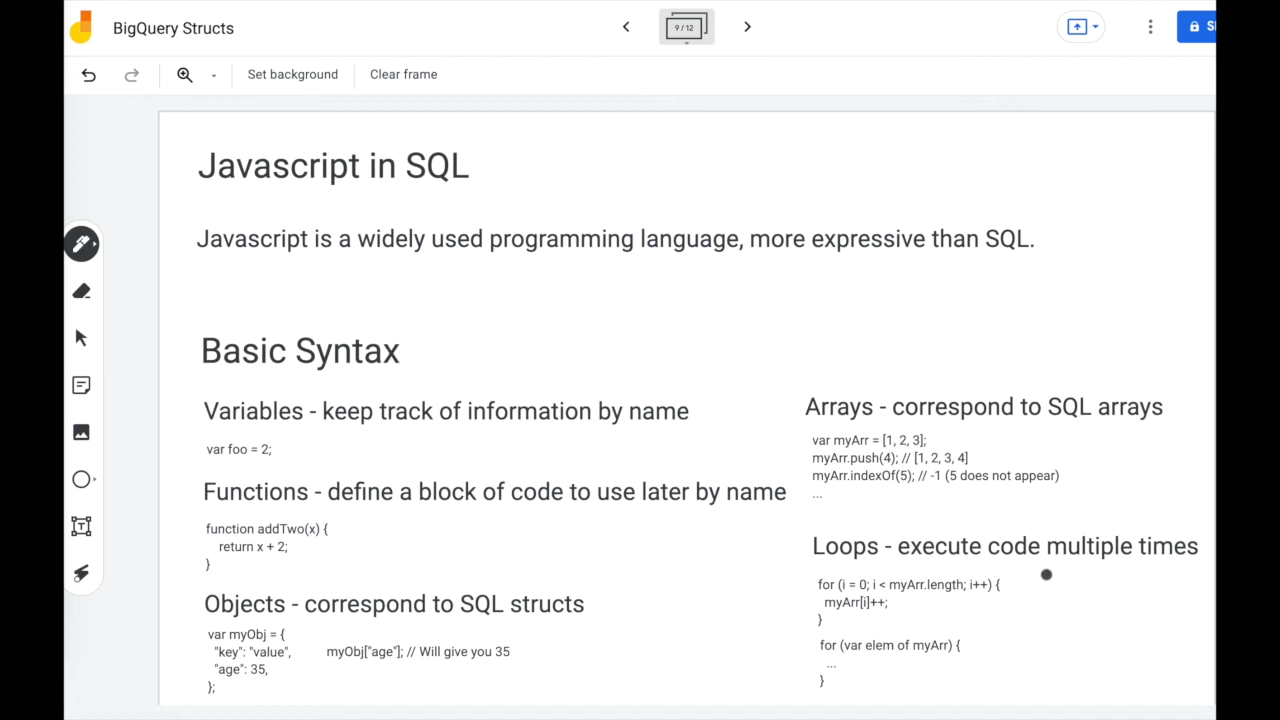 BigQuery Structs
9 / 12
Set background
Clear frame
Javascript in SQL
Javascript is a widely used programming language, more expressive than SQL.
Basic Syntax
Variables - keep track of information by name
var foo = 2;
Functions - define a block of code to use later by name
function addTwo(x) {
return x + 2;
}
Objects - correspond to SQL structs
var myObj = {
"key": "value",
"age": 35,
};
myObj["age"]; // Will give you 35
Arrays - correspond to SQL arrays
var myArr = [1, 2, 3];
myArr.push(4); // [1, 2, 3, 4]
myArr.indexOf(5); // -1 (5 does not appear)
...
Loops - execute code multiple times
for (i = 0; i < myArr.length; i++) {
myArr[i]++;
}
for (var elem of myArr) {
...
}